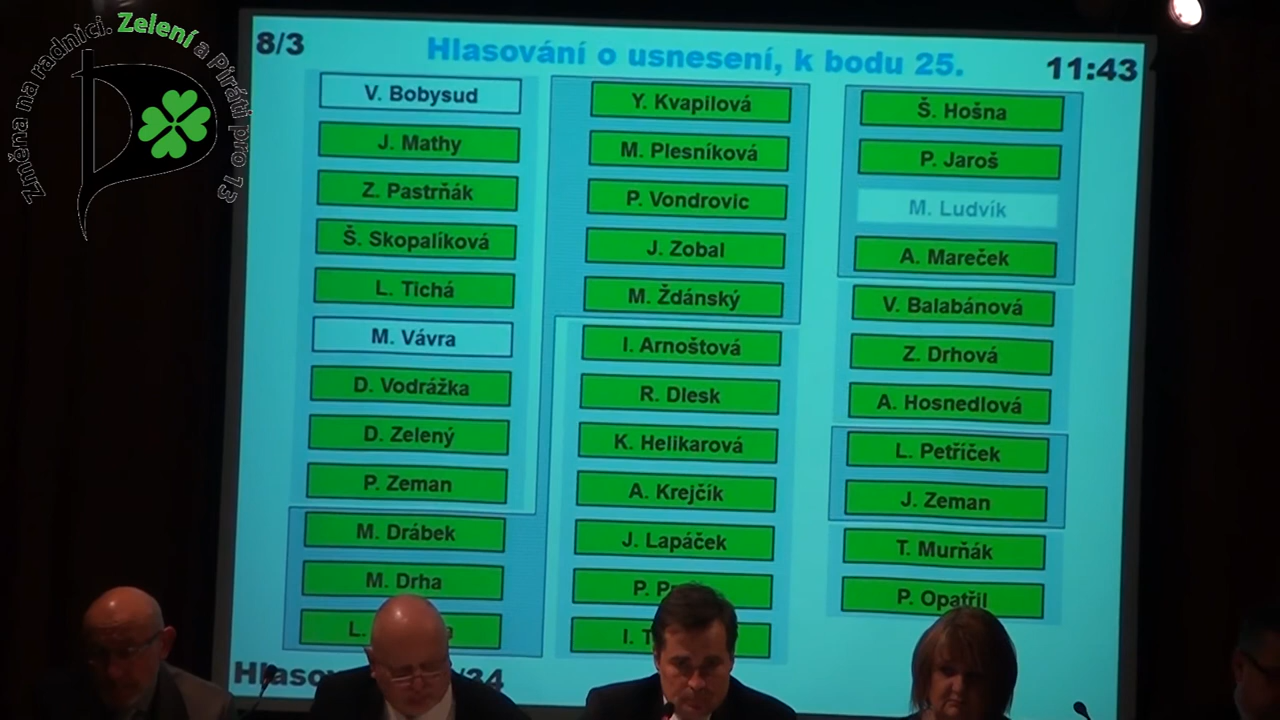 Změna na radnici. Zelení a Piráti pro 13
8/3
Hlasování o usnesení, k bodu 25.
11:43
V. Bobysud
J. Mathy
Z. Pastrňák
Š. Skopalíková
L. Tichá
M. Vávra
D. Vodrážka
D. Zelený
P. Zeman
M. Drábek
M. Drha
L.
Y. Kvapilová
M. Plesníková
P. Vondrovic
J. Zobal
M. Ždánský
I. Arnoštová
R. Dlesk
K. Helikarová
A. Krejčík
J. Lapáček
P.
I.
Š. Hošna
P. Jaroš
M. Ludvík
A. Mareček
V. Balabánová
Z. Drhová
A. Hosnedlová
L. Petříček
J. Zeman
T. Murňák
P. Opatřil
/34